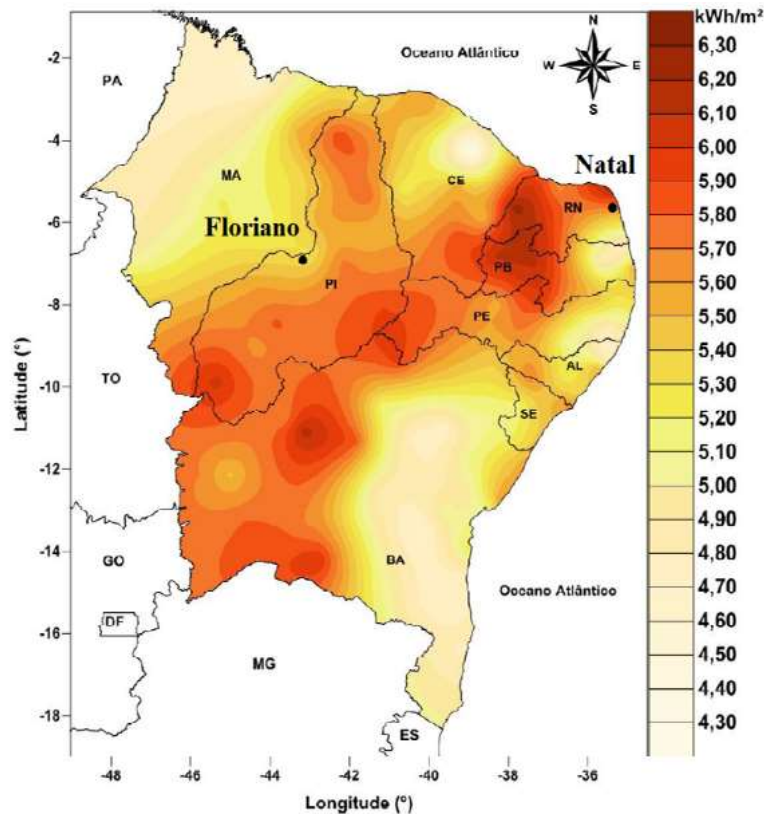 kWh/m²
6,30
6,20
6,10
6,00
5,90
5,80
5,70
5,60
5,50
5,40
5,30
5,20
5,10
5,00
4,90
4,80
4,70
4,60
4,50
4,40
4,30
N
W
E
S
Oceano Atlântico
PA
MA
CE
Natal
RN
Floriano
PB
PI
PE
TO
AL
SE
BA
GO
DF
MG
ES
Oceano Atlântico
Latitude (°)
-2
-4
-6
-8
-10
-12
-14
-16
-18
-48
-46
-44
-42
-40
-38
-36
Longitude (°)